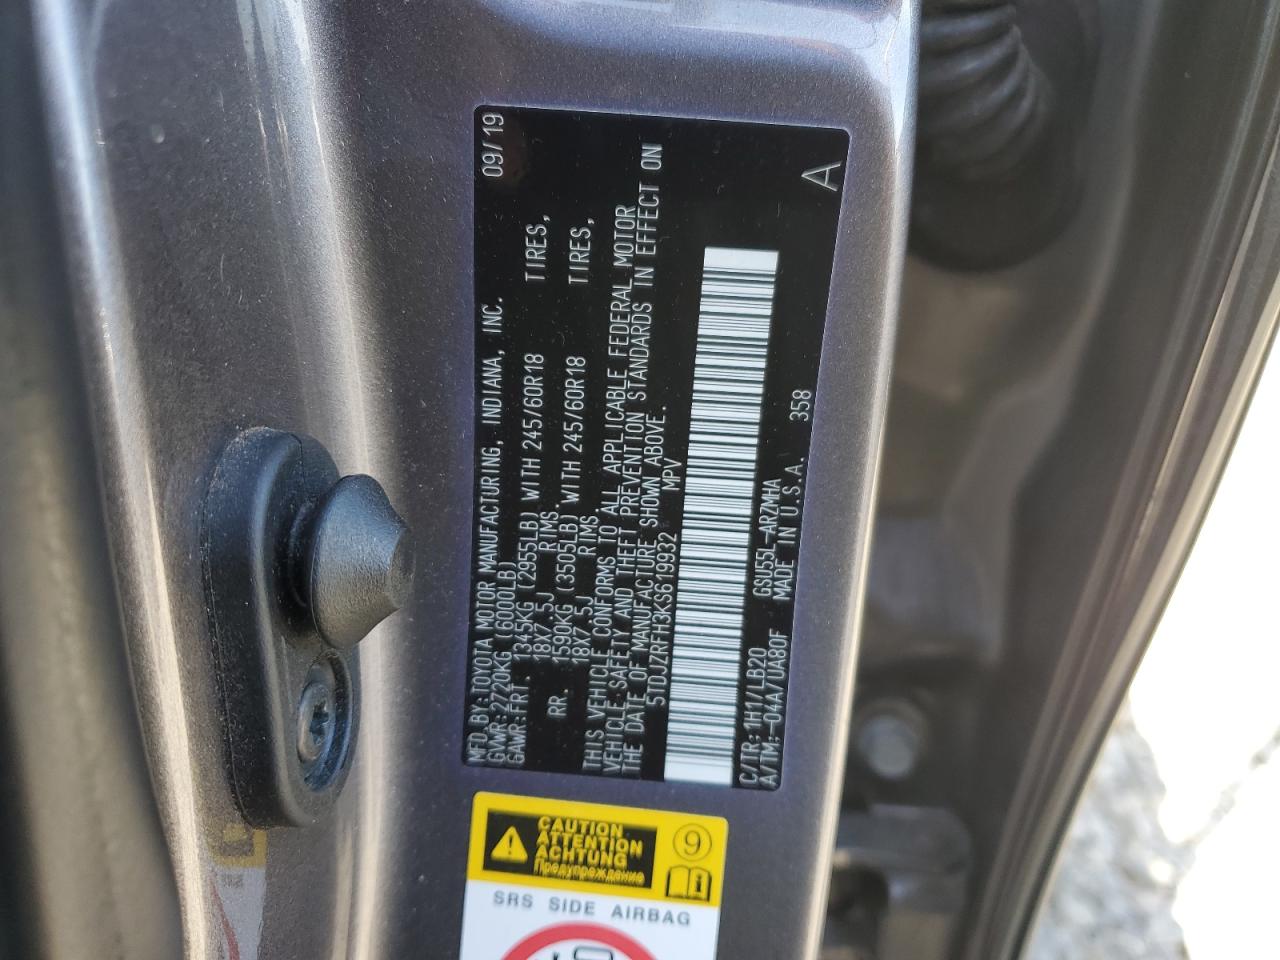 MFD.BY:TOYOTA MOTOR MANUFACTURING, INDIANA, INC. 09/19
GVWR:2720KG (6000LB)
GAWR:FRT. 1345KG (2955LB) WITH 245/60R18 TIRES,
18X7.5J RIMS.
RR. 1590KG (3505LB) WITH 245/60R18 TIRES,
18X7.5J RIMS.
THIS VEHICLE CONFORMS TO ALL APPLICABLE FEDERAL MOTOR
VEHICLE SAFETY AND THEFT PREVENTION STANDARDS IN EFFECT ON
THE DATE OF MANUFACTURE SHOWN ABOVE.
5TDJZRFH3KS619932 MPV
C/TR:1H1/LB20 GSU55L-ARZMHA
A/TM:-04A/UA80F MADE IN U.S.A. 358 A
CAUTION
ATTENTION
ACHTUNG
Предупреждение
9
SRS SIDE AIRBAG